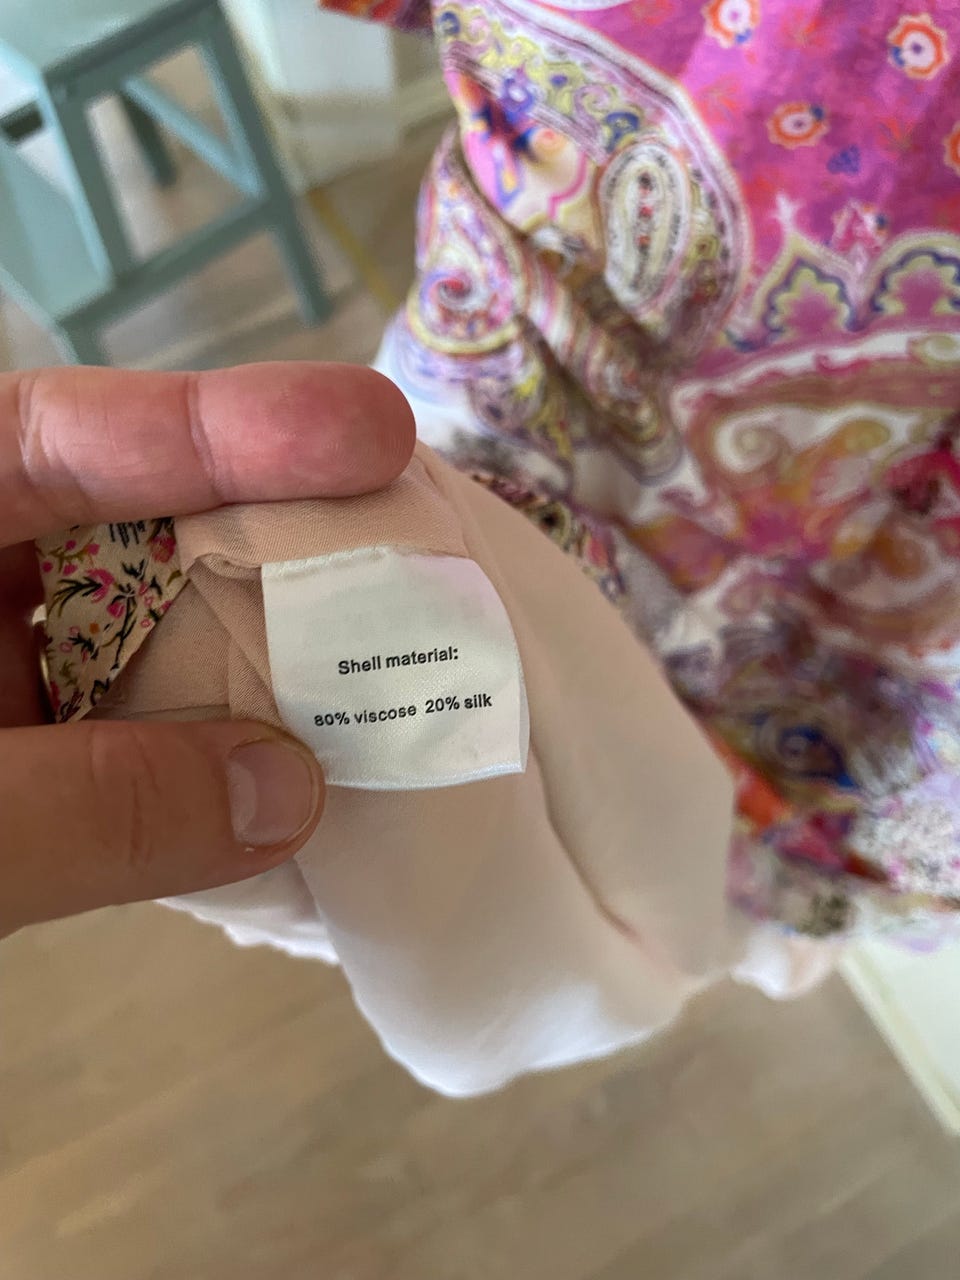 Shell material:
80% viscose 20% silk